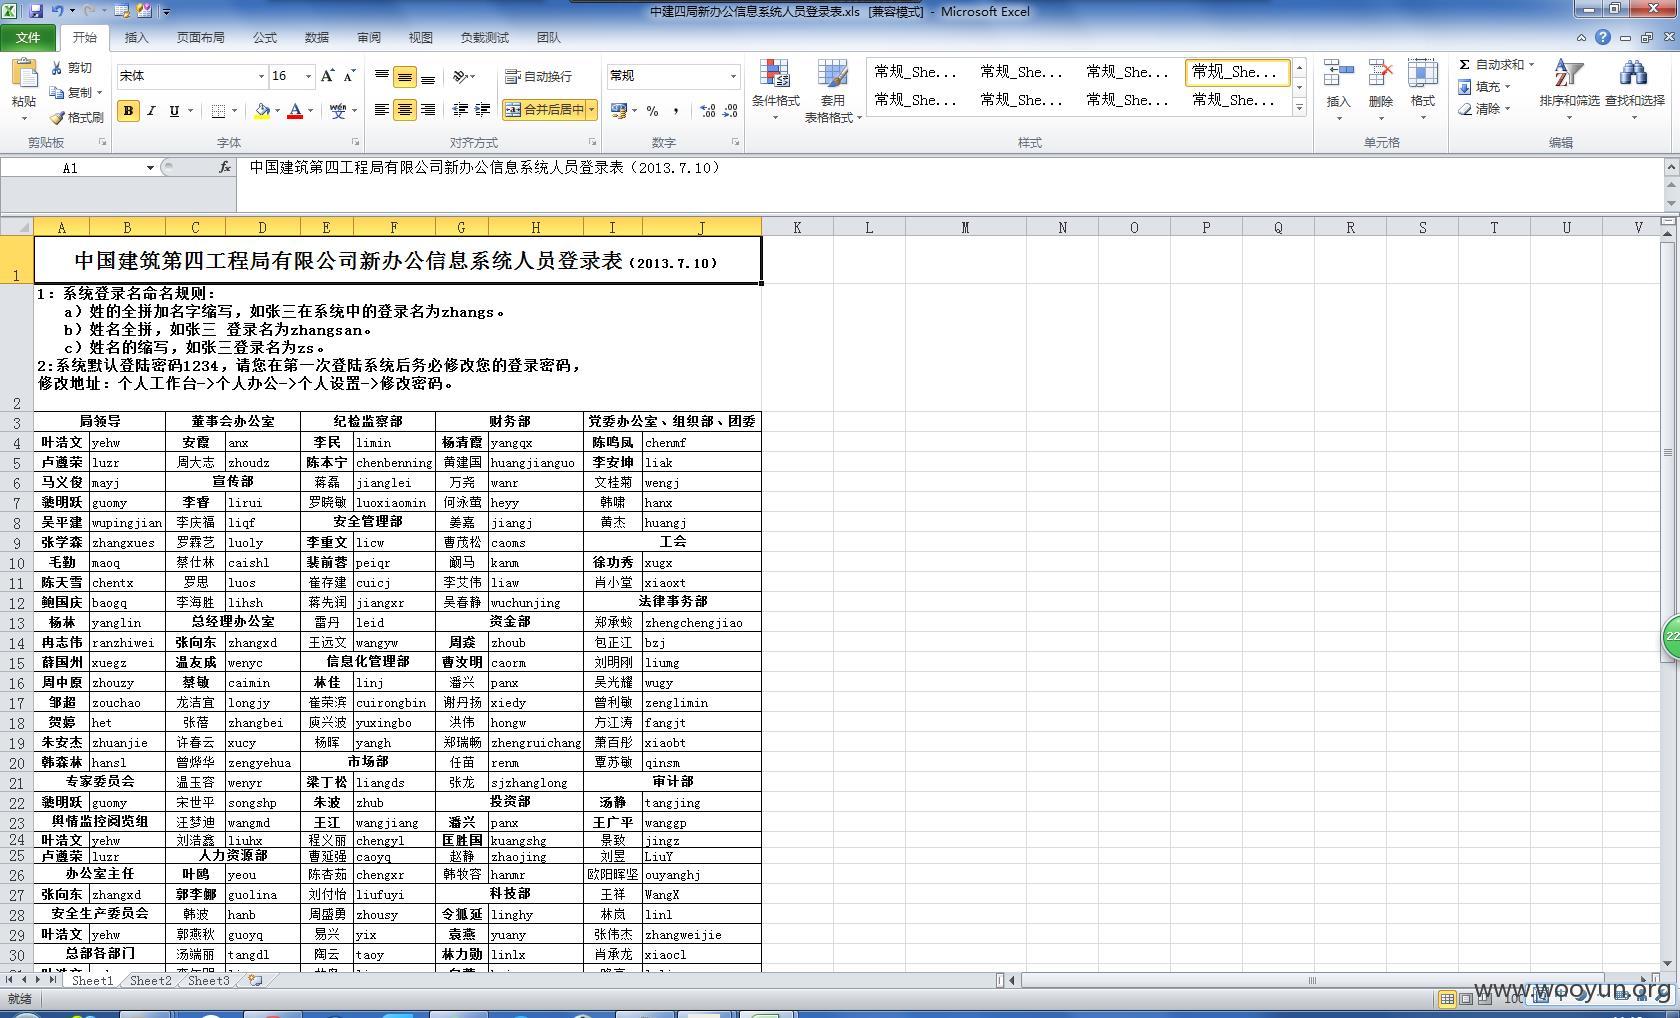 中建四局新办公信息系统人员登录表.xls [兼容模式] - Microsoft Excel
文件 开始 插入 页面布局 公式 数据 审阅 视图 负载测试 团队
剪切 宋体 16 自动换行 常规 常规_She... 常规_She... 常规_She... 常规_She... Σ 自动求和
粘贴 复制 条件格式 套用 插入 删除 格式 填充 排序和筛选 查找和选择
格式刷 B I U 合并后居中 % 表格格式 常规_She... 常规_She... 常规_She... 常规_She... 清除
剪贴板 字体 对齐方式 数字 样式 单元格 编辑
A1 fx 中国建筑第四工程局有限公司新办公信息系统人员登录表（2013.7.10）
A B C D E F G H I J K L M N O P Q R S T U V
1 中国建筑第四工程局有限公司新办公信息系统人员登录表（2013.7.10）
1：系统登录名命名规则：
a）姓的全拼加名字缩写，如张三在系统中的登录名为zhangs。
b）姓名全拼，如张三 登录名为zhangsan。
c）姓名的缩写，如张三登录名为zs。
2:系统默认登陆密码1234，请您在第一次登陆系统后务必修改您的登录密码，
修改地址：个人工作台->个人办公->个人设置->修改密码。
2
3 局领导 董事会办公室 纪检监察部 财务部 党委办公室、组织部、团委
4 叶浩文 yehw 安霞 anx 李民 limin 杨清霞 yangqx 陈鸣凤 chenmf
5 卢遵荣 luzr 周大志 zhoudz 陈本宁 chenbenning 黄建国 huangjianguo 李安坤 liak
6 马义俊 mayj 宣传部 蒋磊 jianglei 万尧 wanr 文桂菊 wengj
7 虢明跃 guomy 李睿 lirui 罗晓敏 luoxiaomin 何泳萤 heyy 韩啸 hanx
8 吴平建 wupingjian 李庆福 liqf 安全管理部 姜嘉 jiangj 黄杰 huangj
9 张学森 zhangxues 罗霖艺 luoly 李重文 licw 曹茂松 caoms 工会
10 毛勤 maoq 蔡仕林 caishl 裴前蓉 peiqr 阚马 kanm 徐功秀 xugx
11 陈天雪 chentx 罗思 luos 崔存建 cuicj 李艾伟 liaw 肖小堂 xiaoxt
12 鲍国庆 baogq 李海胜 lihsh 蒋先润 jiangxr 吴春静 wuchunjing 法律事务部
13 杨林 yanglin 总经理办公室 雷丹 leid 资金部 郑承蛟 zhengchengjiao
14 冉志伟 ranzhiwei 张向东 zhangxd 王远文 wangyw 周焱 zhoub 包正江 bzj
15 薛国州 xuegz 温友成 wenyc 信息化管理部 曹汝明 caorm 刘明刚 liumg
16 周中原 zhouzy 蔡敏 caimin 林佳 linj 潘兴 panx 吴光耀 wugy
17 邹超 zouchao 龙洁宜 longjy 崔荣滨 cuirongbin 谢丹扬 xiedy 曾利敏 zenglimin
18 贺婷 het 张蓓 zhangbei 庾兴波 yuxingbo 洪伟 hongw 方江涛 fangjt
19 朱安杰 zhuanjie 许春云 xucy 杨晖 yangh 郑瑞畅 zhengruichang 萧百彤 xiaobt
20 韩森林 hansl 曾烨华 zengyehua 市场部 任苗 renm 覃苏敏 qinsm
21 专家委员会 温玉容 wenyr 梁丁松 liangds 张龙 sjzhanglong 审计部
22 虢明跃 guomy 宋世平 songshp 朱波 zhub 投资部 汤静 tangjing
23 舆情监控阅览组 汪梦迪 wangmd 王江 wangjiang 潘兴 panx 王广平 wanggp
24 叶浩文 yehw 刘浩鑫 liuhx 程义丽 chengyl 匡胜国 kuangshg 景致 jingz
25 卢遵荣 luzr 人力资源部 曹延强 caoyq 赵静 zhaojing 刘昱 LiuY
26 办公室主任 叶鸥 yeou 陈杏茹 chengxr 韩牧容 hanmr 欧阳晖坚 ouyanghj
27 张向东 zhangxd 郭李娜 guolina 刘付怡 liufuyi 科技部 王祥 WangX
28 安全生产委员会 韩波 hanb 周盛勇 zhousy 令狐延 linghy 林岚 linl
29 叶浩文 yehw 郭燕秋 guoyq 易兴 yix 袁燕 yuany 张伟杰 zhangweijie
30 总部各部门 汤端丽 tangdl 陶云 taoy 林力勋 linlx 肖承龙 xiaocl
Sheet1 Sheet2 Sheet3
就绪
www.wooyun.org
22